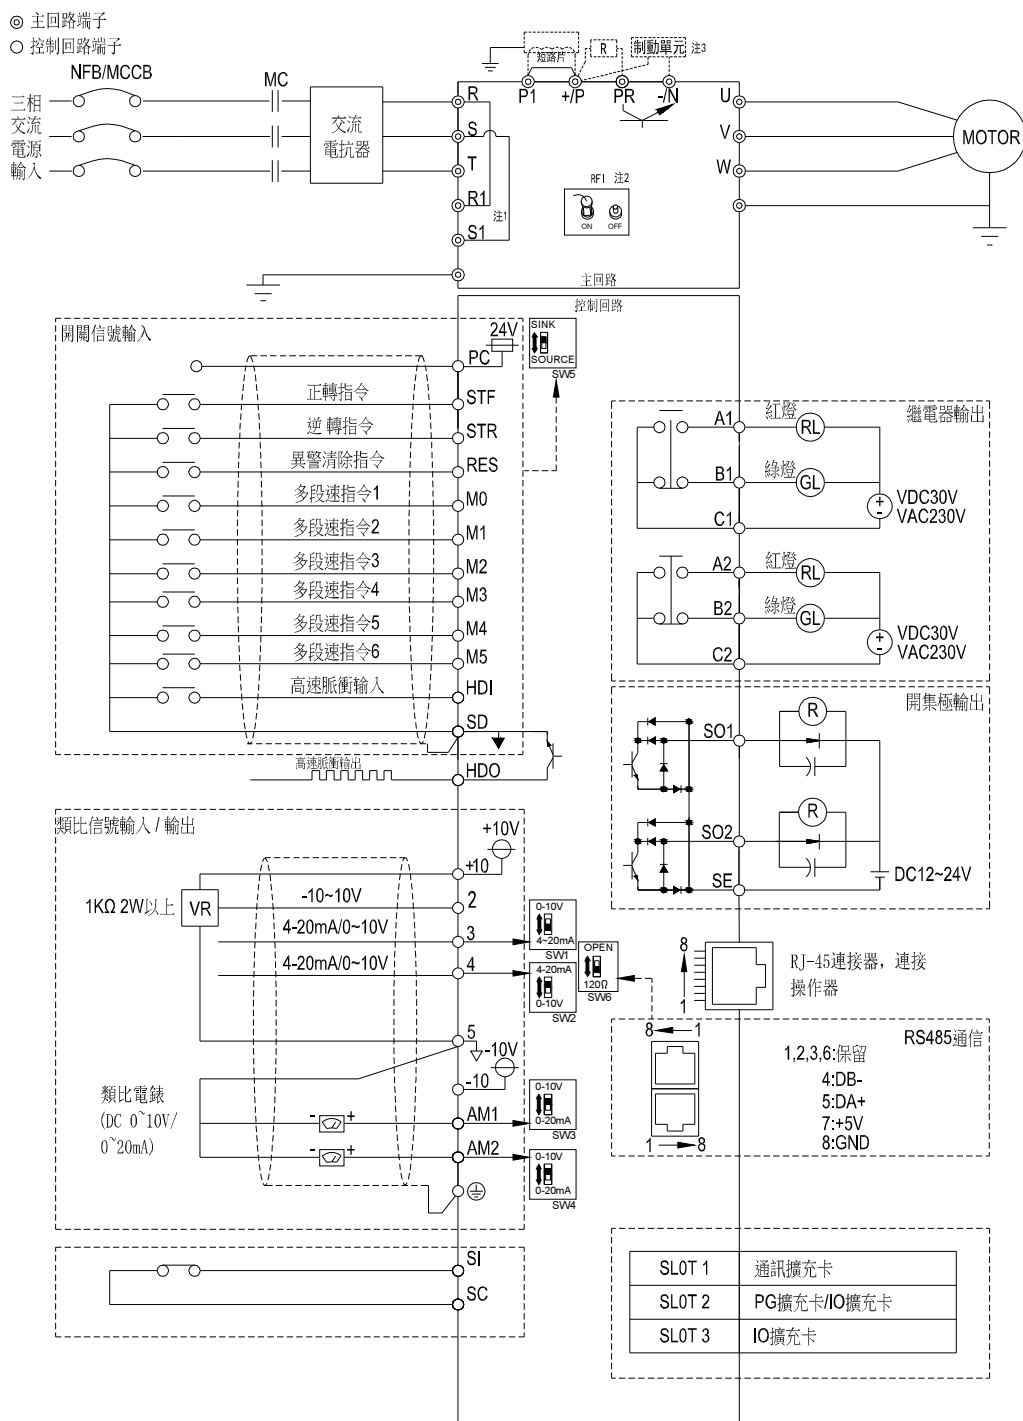 主回路端子
控制回路端子
NFB/MCCB
MC
三相
交流
電源
輸入
交流
電抗器
短路片
R
制動單元
注3
P1
+/P
PR
-/N
R
S
T
R1
S1
注1
U
V
W
MOTOR
RFI 注2
ON
OFF
主回路
控制回路
開關信號輸入
24V
PC
SINK
SOURCE
SW5
正轉指令
STF
逆 轉指令
STR
異警清除指令
RES
多段速指令1
M0
多段速指令2
M1
多段速指令3
M2
多段速指令4
M3
多段速指令5
M4
多段速指令6
M5
高速脈衝輸入
HDI
SD
高速脈衝輸出
HDO
繼電器輸出
A1
紅燈
RL
B1
綠燈
GL
C1
+
-
VDC30V
VAC230V
A2
紅燈
RL
B2
綠燈
GL
C2
+
-
VDC30V
VAC230V
開集極輸出
SO1
R
SO2
R
SE
DC12~24V
類比信號輸入 / 輸出
+10V
+10
1KΩ 2W以上
VR
-10~10V
2
4-20mA/0~10V
3
4-20mA/0~10V
4
0-10V
4~20mA
SW1
4-20mA
0-10V
SW2
OPEN
120Ω
SW6
5
-10V
-10
類比電錶
(DC 0~10V/
0~20mA)
-
+
AM1
-
+
AM2
0-10V
0-20mA
SW3
0-10V
0-20mA
SW4
8
1
RJ-45連接器，連接
操作器
8
1
1
8
RS485通信
1,2,3,6:保留
4:DB-
5:DA+
7:+5V
8:GND
SI
SC
SLOT 1
通訊擴充卡
SLOT 2
PG擴充卡/IO擴充卡
SLOT 3
IO擴充卡